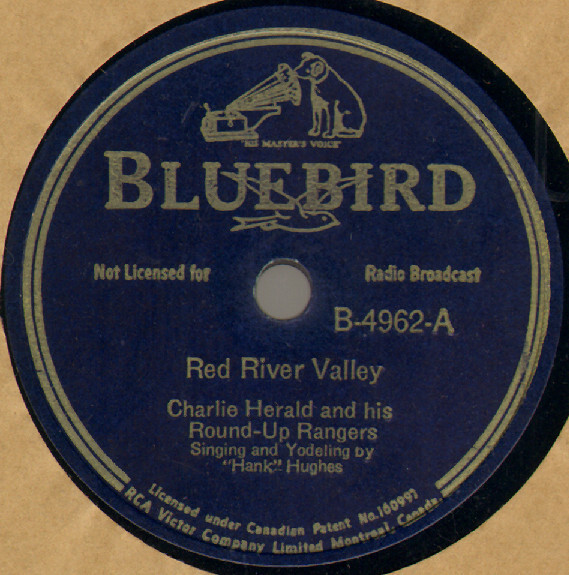 "HIS MASTER'S VOICE"
BLUEBIRD
Not Licensed for Radio Broadcast
B-4962-A
Red River Valley
Charlie Herald and his
Round-Up Rangers
Singing and Yodeling by
"Hank" Hughes
Licensed under Canadian Patent No.160997
RCA Victor Company Limited Montreal, Canada.